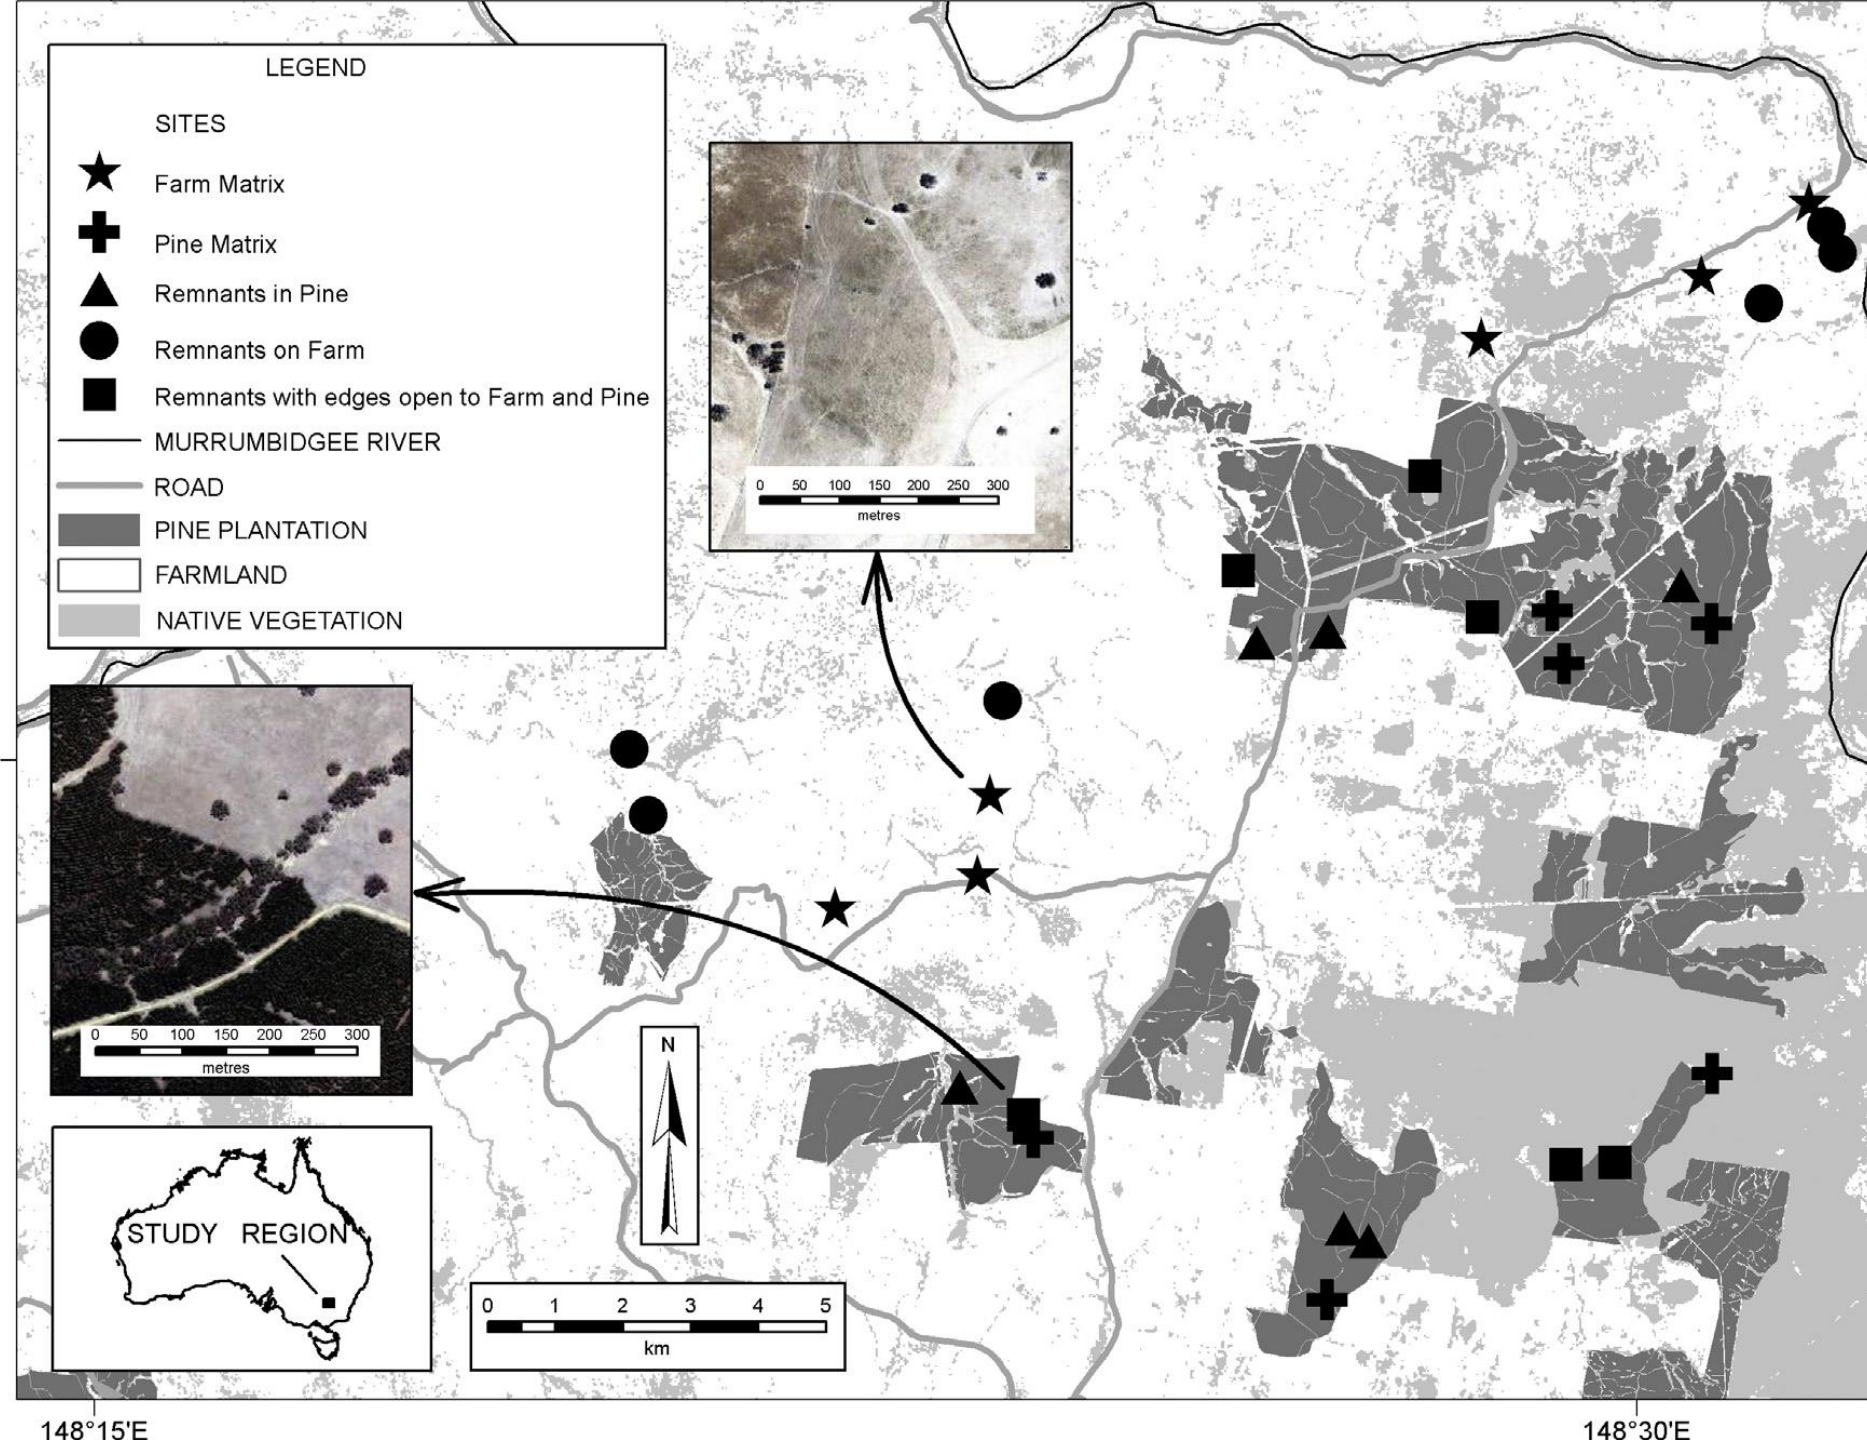 LEGEND
SITES
Farm Matrix
Pine Matrix
Remnants in Pine
Remnants on Farm
Remnants with edges open to Farm and Pine
MURRUMBIDGEE RIVER
ROAD
PINE PLANTATION
FARMLAND
NATIVE VEGETATION
0 50 100 150 200 250 300
metres
0 50 100 150 200 250 300
metres
N
STUDY REGION
0 1 2 3 4 5
km
148°15'E
148°30'E